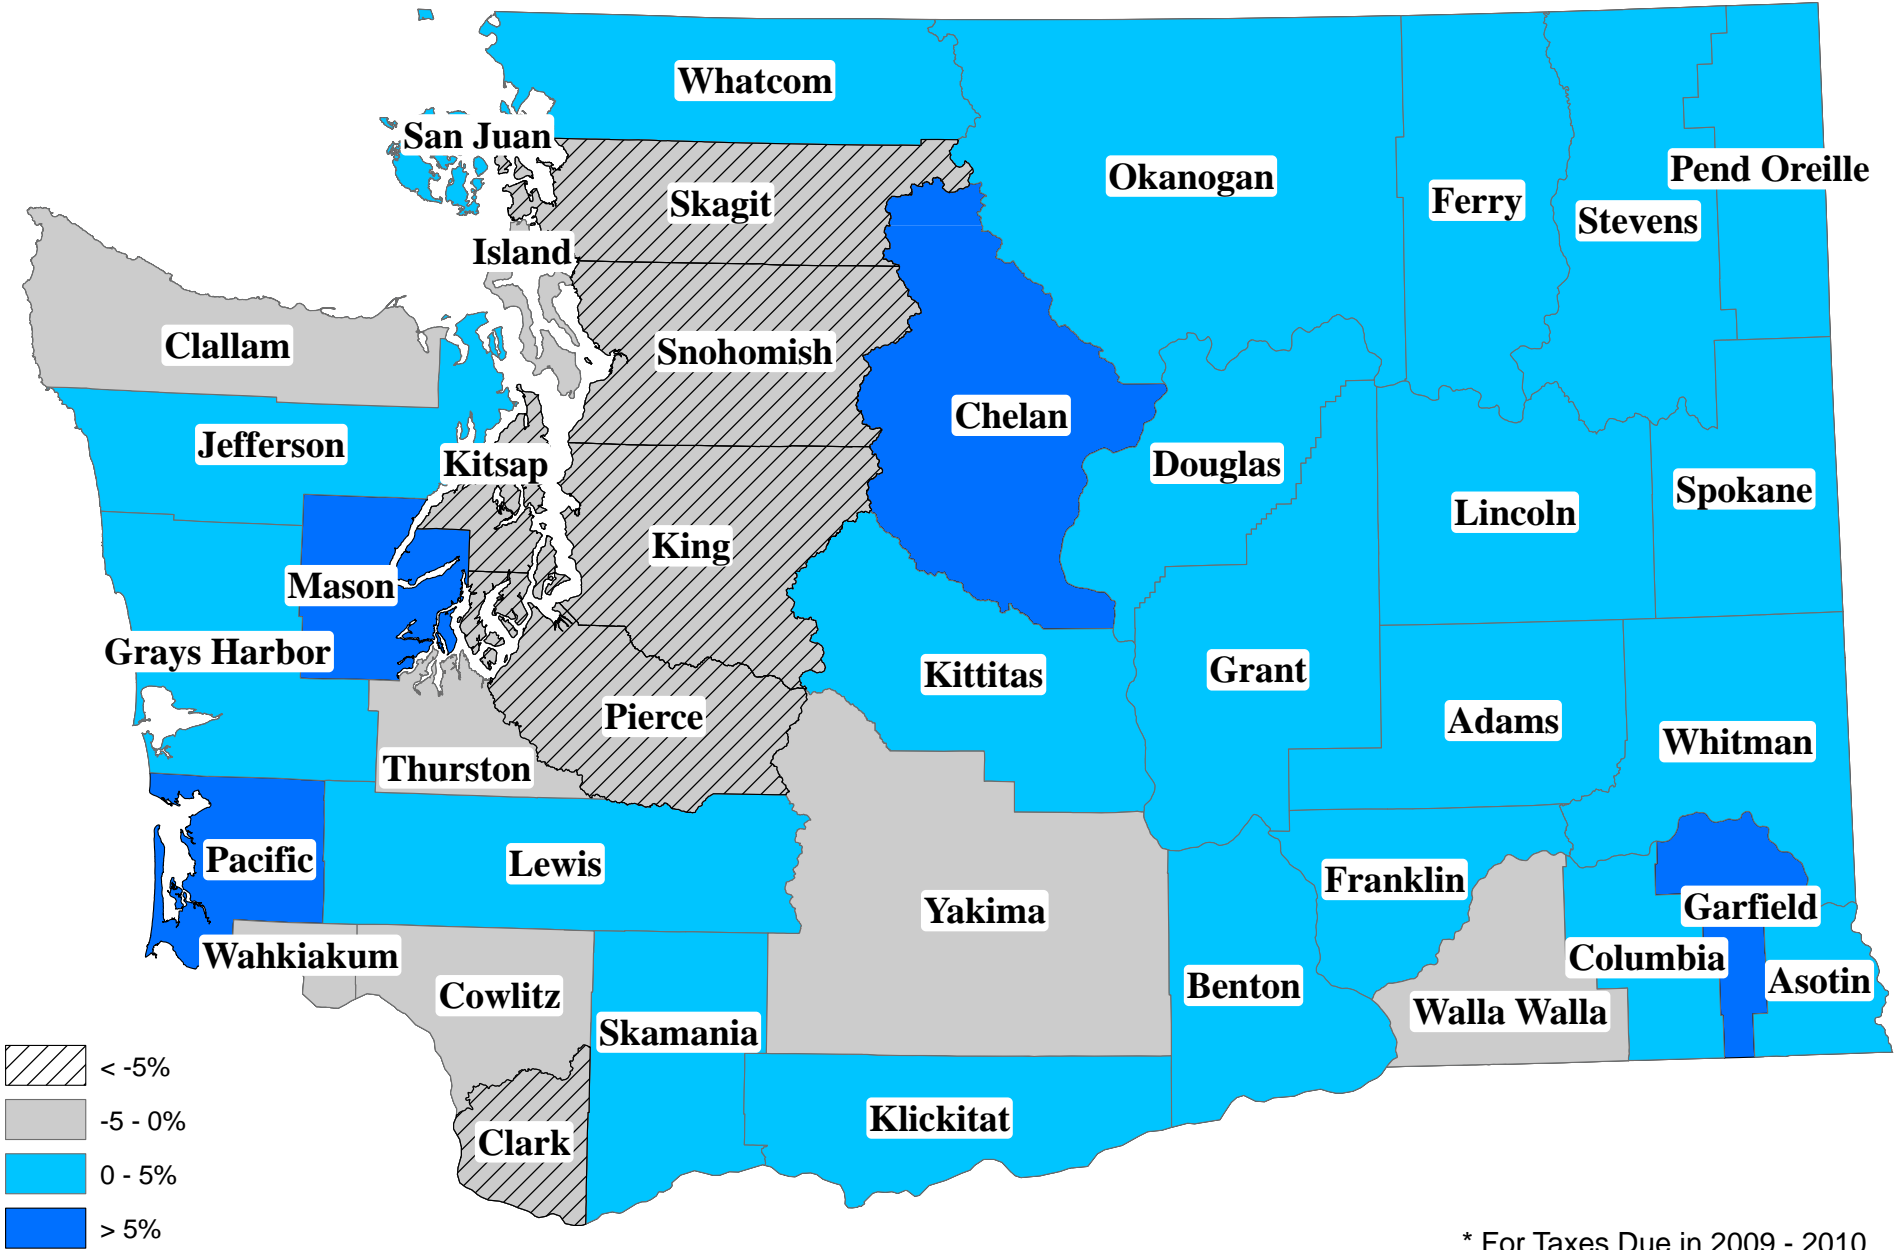 Whatcom
San Juan
Pend Oreille
Okanogan
Skagit
Ferry
Stevens
Island
Clallam
Snohomish
Chelan
Jefferson
Kitsap
Douglas
Spokane
Lincoln
King
Mason
Grays Harbor
Kittitas
Grant
Pierce
Adams
Whitman
Thurston
Pacific
Lewis
Franklin
Yakima
Garfield
Wahkiakum
Columbia
Asotin
Cowlitz
Benton
Walla Walla
Skamania
Klickitat
Clark
< -5%
-5 - 0%
0 - 5%
> 5%
* For Taxes Due in 2009 - 2010